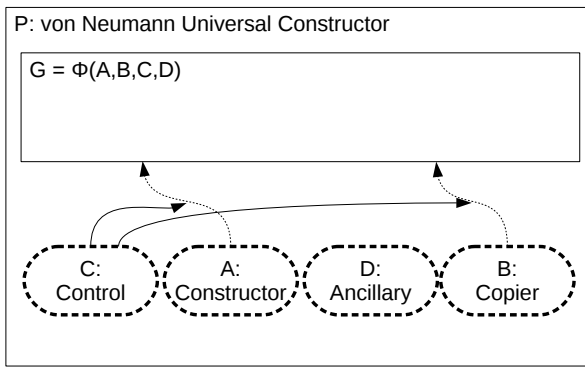 P: von Neumann Universal Constructor
G = Φ(A,B,C,D)
C:
Control
A:
Constructor
D:
Ancillary
B:
Copier